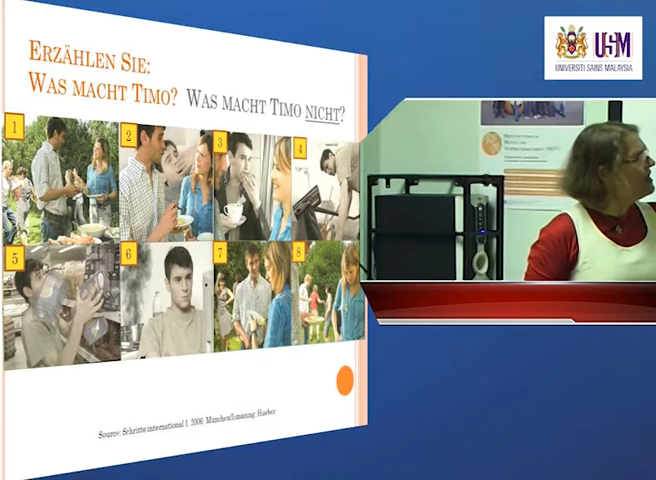 ERZÄHLEN SIE:
WAS MACHT TIMO? WAS MACHT TIMO NICHT?
1
2
3
4
5
6
7
8
Source: Schritte international 1. 2006. München/Ismaning: Hueber
USM
UNIVERSITI SAINS MALAYSIA